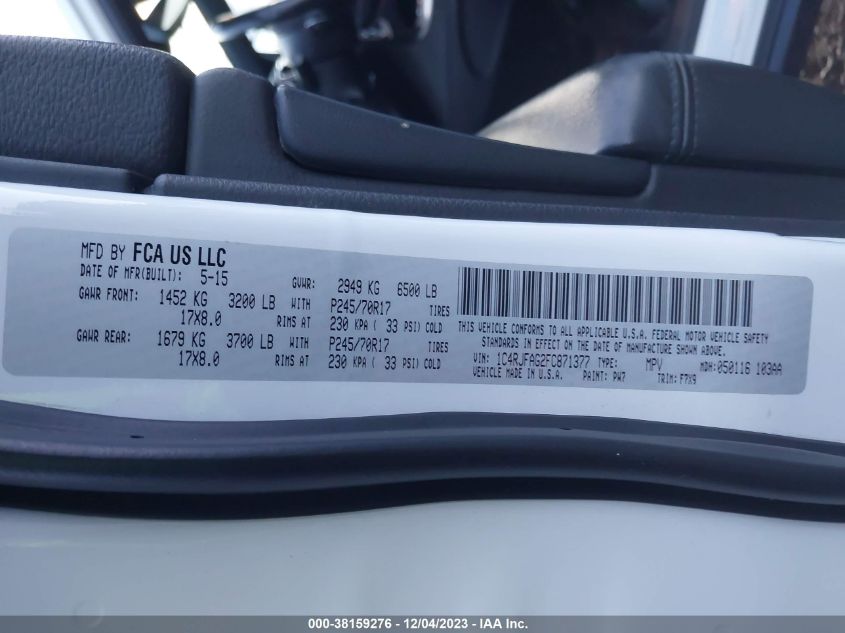 MFD BY FCA US LLC
DATE OF MFR(BUILT): 5-15 GVWR: 2949 KG 6500 LB
GAWR FRONT: 1452 KG 3200 LB WITH P245/70R17 TIRES
17X8.0 RIMS AT 230 KPA ( 33 PSI) COLD
GAWR REAR: 1679 KG 3700 LB WITH P245/70R17 TIRES
17X8.0 RIMS AT 230 KPA ( 33 PSI) COLD
THIS VEHICLE CONFORMS TO ALL APPLICABLE U.S.A. FEDERAL MOTOR VEHICLE SAFETY
STANDARDS IN EFFECT ON THE DATE OF MANUFACTURE SHOWN ABOVE.
VIN: 1C4RJFAG2FC871377 TYPE: MPV MDH:050116 103AA
VEHICLE MADE IN U.S.A. PAINT: PW7 TRIM: F7X9
000-38159276 - 12/04/2023 - IAA Inc.